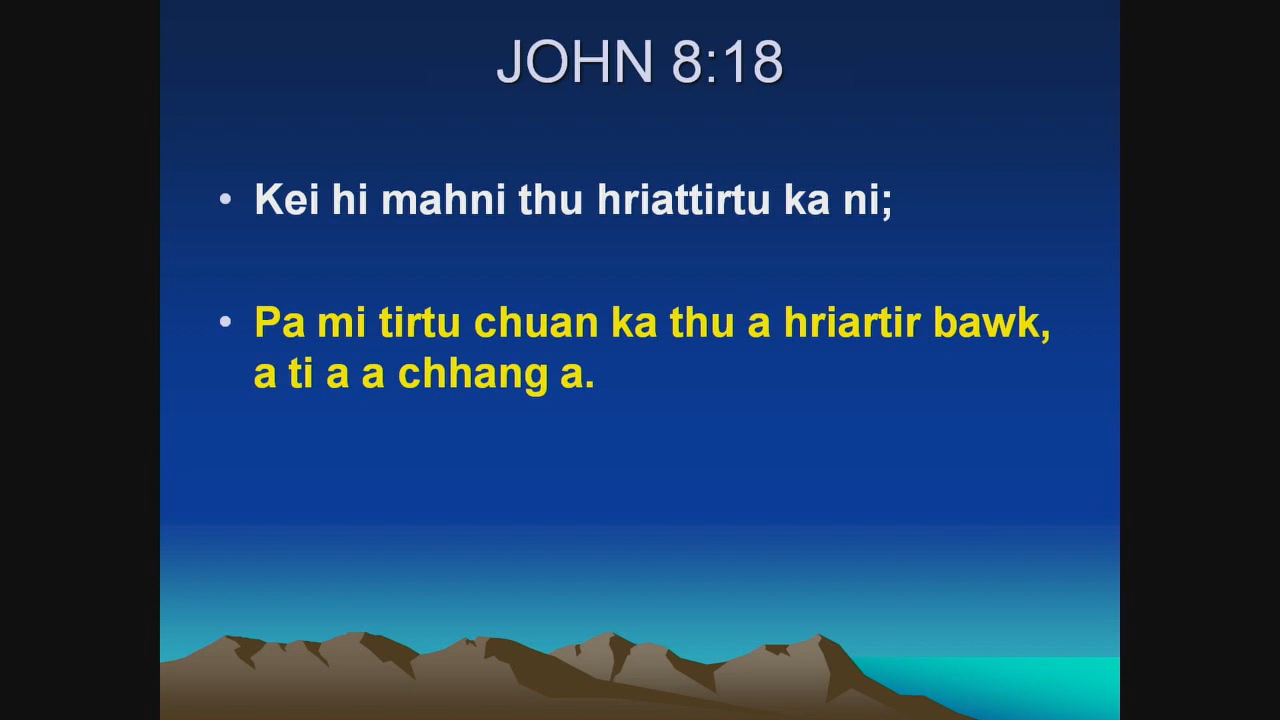 JOHN 8:18
• Kei hi mahni thu hriattirtu ka ni;
• Pa mi tirtu chuan ka thu a hriartir bawk,
a ti a a chhang a.